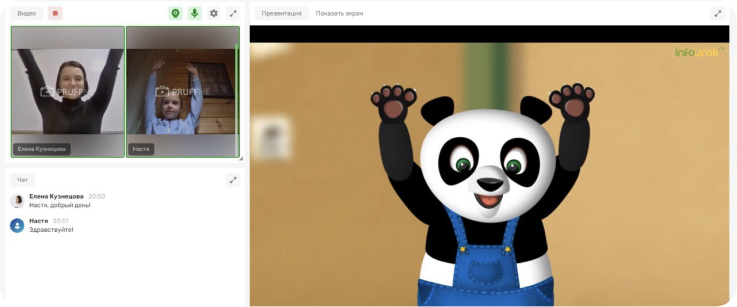 Видео
Презентация
Показать экран
PRUFFME
PRUFFME
Елена Кузнецова
Настя
Чат
Елена Кузнецова 20:50
Настя, добрый день!
Настя 20:51
Здравствуйте!